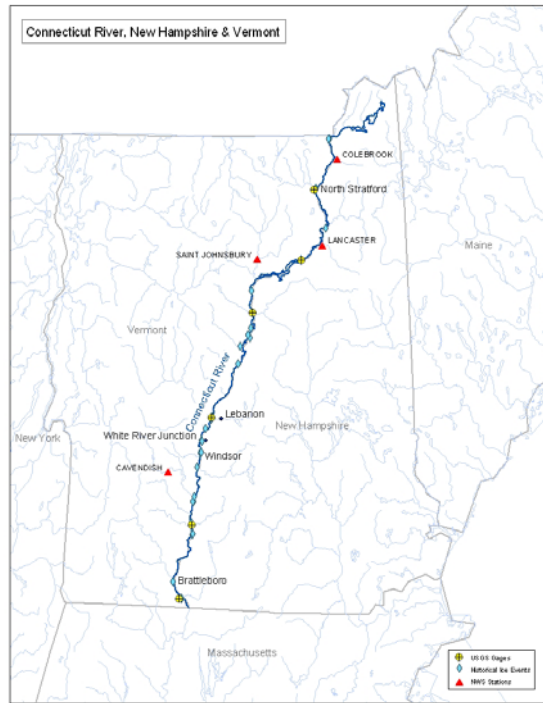 Connecticut River, New Hampshire & Vermont
COLEBROOK
North Stratford
LANCASTER
SAINT JOHNSBURY
Maine
Vermont
Connecticut River
Lebanon
New York
New Hampshire
White River Junction
Windsor
CAVENDISH
Brattleboro
Massachusetts
USGS Gages
Historical Ice Events
NWS Stations